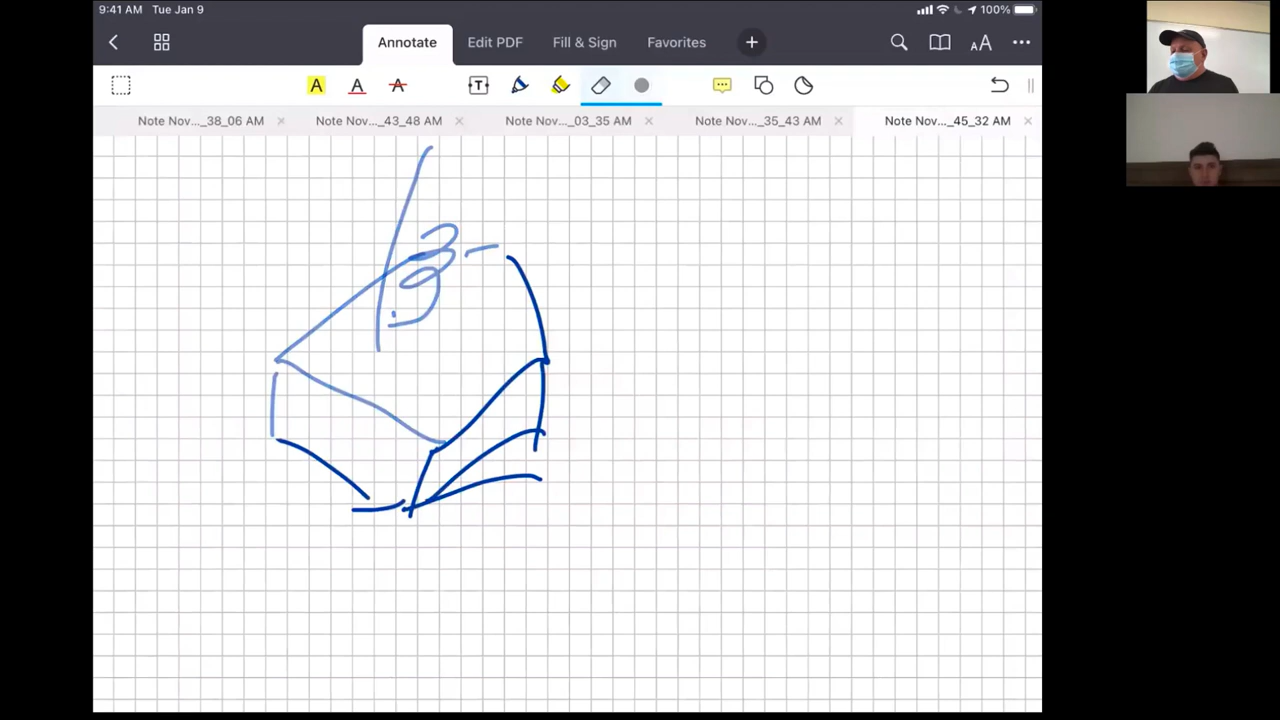 9:41 AM Tue Jan 9 100%
Annotate Edit PDF Fill & Sign Favorites +
A A A T AA
Note Nov..._38_06 AM × Note Nov..._43_48 AM × Note Nov..._03_35 AM × Note Nov..._35_43 AM × Note Nov..._45_32 AM ×